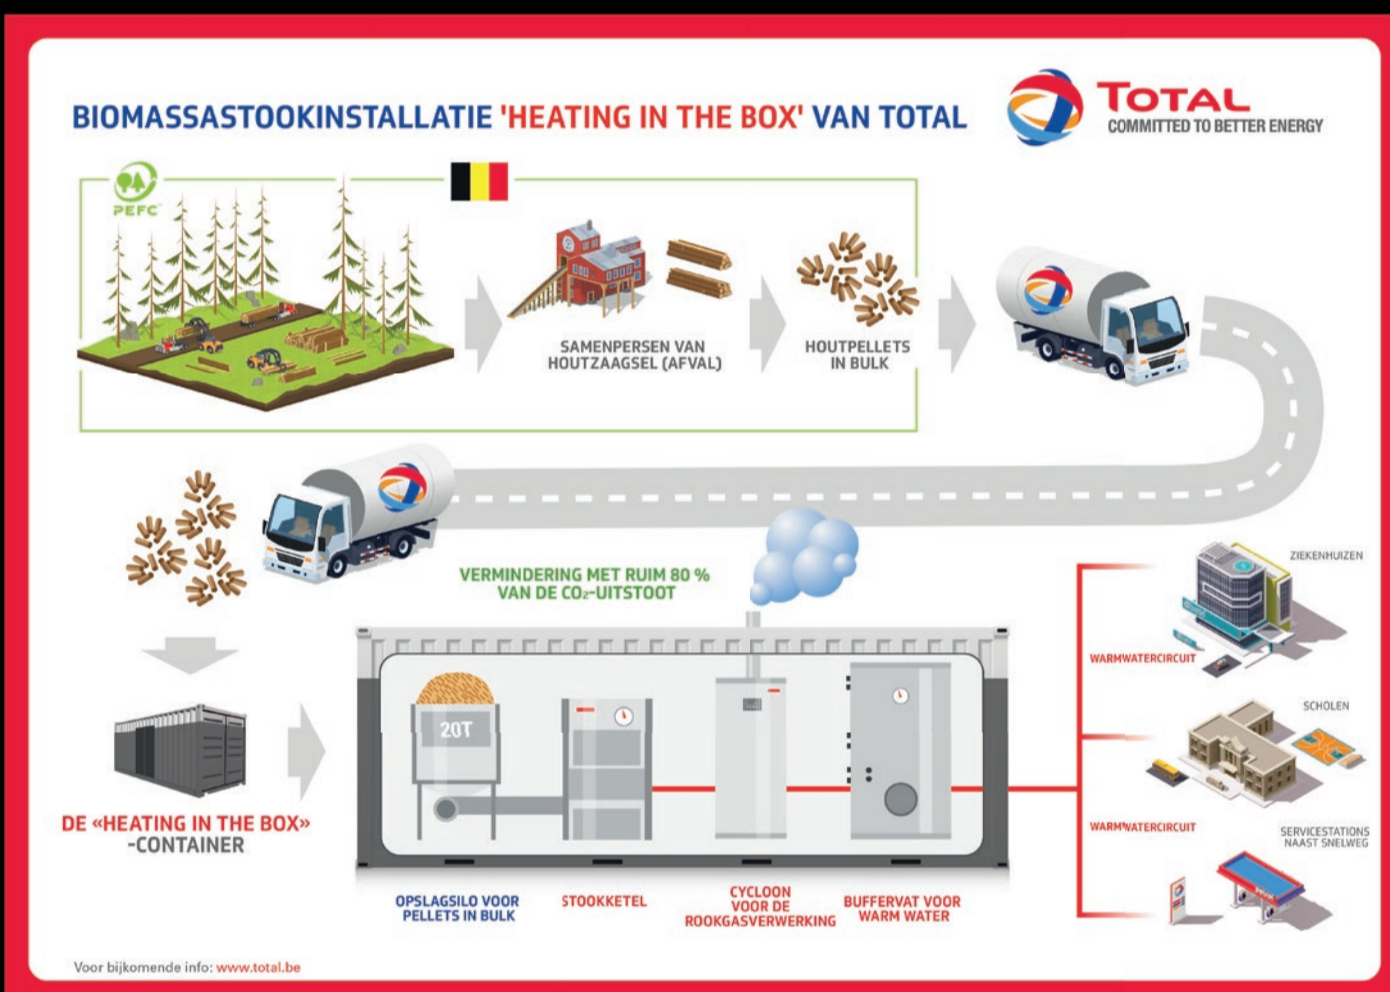 BIOMASSASTOOKINSTALLATIE 'HEATING IN THE BOX' VAN TOTAL
TOTAL
COMMITTED TO BETTER ENERGY
PEFC™
SAMENPERSEN VAN
HOUTZAAGSEL (AFVAL)
HOUTPELLETS
IN BULK
VERMINDERING MET RUIM 80 %
VAN DE CO₂-UITSTOOT
ZIEKENHUIZEN
WARMWATERCIRCUIT
SCHOLEN
20T
DE «HEATING IN THE BOX»
-CONTAINER
WARMWATERCIRCUIT
SERVICESTATIONS
NAAST SNELWEG
OPSLAGSILO VOOR
PELLETS IN BULK
STOOKKETEL
CYCLOON
VOOR DE
ROOKGASVERWERKING
BUFFERVAT VOOR
WARM WATER
Voor bijkomende info: www.total.be